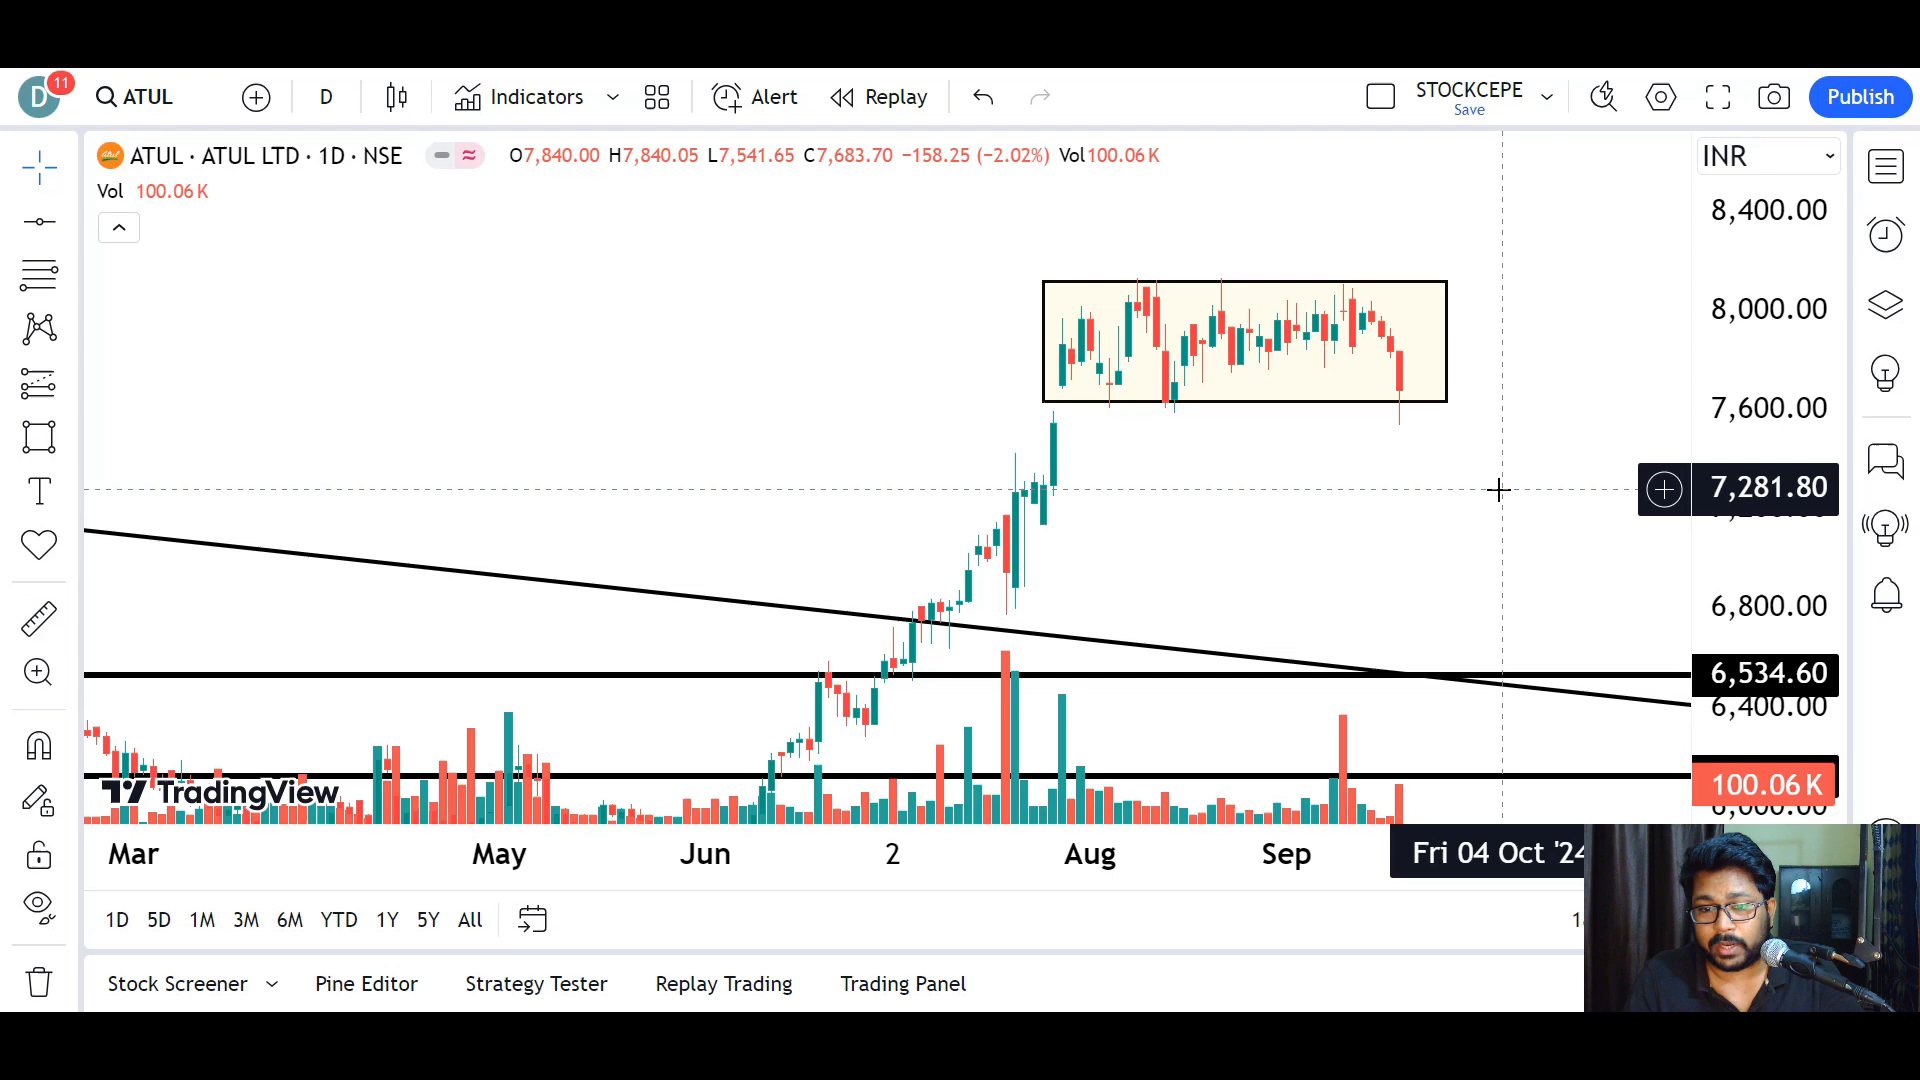 D 11 ATUL D Indicators Alert Replay STOCKCEPE Save Publish
ATUL · ATUL LTD · 1D · NSE O7,840.00 H7,840.05 L7,541.65 C7,683.70 −158.25 (−2.02%) Vol100.06 K
Vol 100.06 K
INR
8,400.00
8,000.00
7,600.00
7,281.80
6,800.00
6,534.60
6,400.00
100.06 K
TradingView
Mar May Jun 2 Aug Sep Fri 04 Oct '24
1D 5D 1M 3M 6M YTD 1Y 5Y All
Stock Screener Pine Editor Strategy Tester Replay Trading Trading Panel